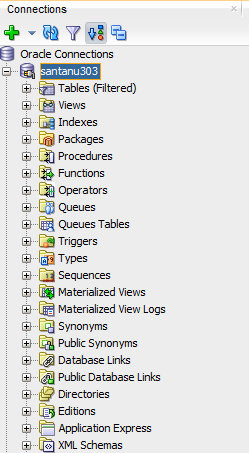 Connections
Oracle Connections
santanu303
Tables (Filtered)
Views
Indexes
Packages
Procedures
Functions
Operators
Queues
Queues Tables
Triggers
Types
Sequences
Materialized Views
Materialized View Logs
Synonyms
Public Synonyms
Database Links
Public Database Links
Directories
Editions
Application Express
XML Schemas